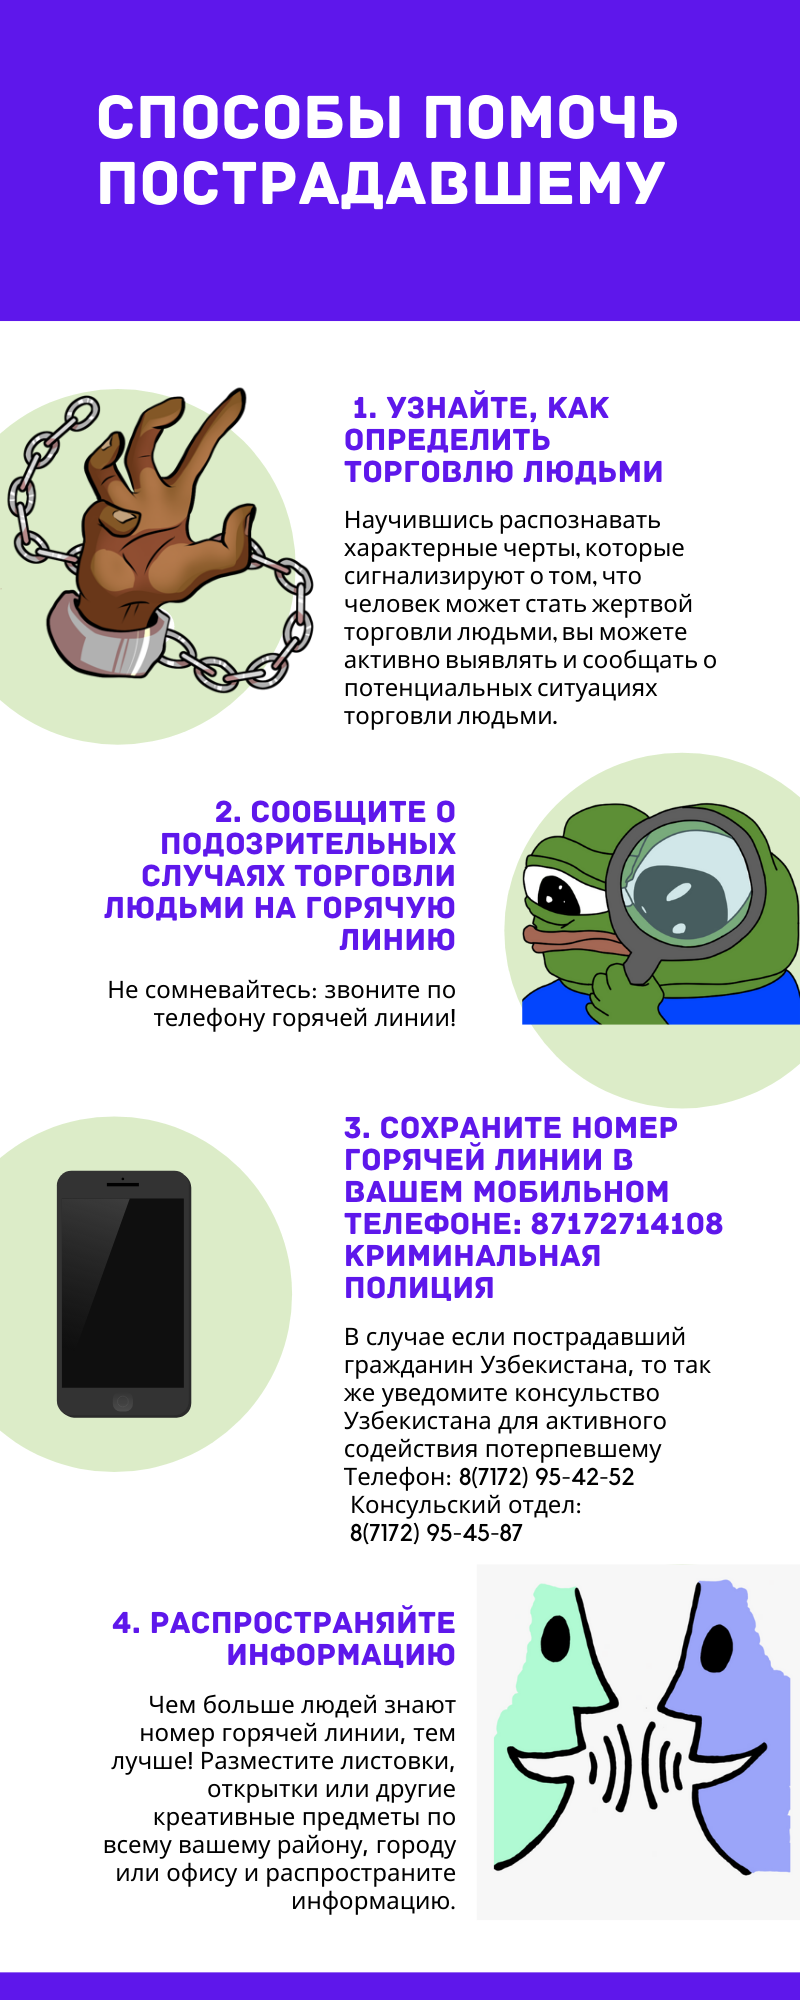 СПОСОБЫ ПОМОЧЬ
ПОСТРАДАВШЕМУ
1. УЗНАЙТЕ, КАК
ОПРЕДЕЛИТЬ
ТОРГОВЛЮ ЛЮДЬМИ
Научившись распознавать
характерные черты, которые
сигнализируют о том, что
человек может стать жертвой
торговли людьми, вы можете
активно выявлять и сообщать о
потенциальных ситуациях
торговли людьми.
2. СООБЩИТЕ О
ПОДОЗРИТЕЛЬНЫХ
СЛУЧАЯХ ТОРГОВЛИ
ЛЮДЬМИ НА ГОРЯЧУЮ
ЛИНИЮ
Не сомневайтесь: звоните по
телефону горячей линии!
3. СОХРАНИТЕ НОМЕР
ГОРЯЧЕЙ ЛИНИИ В
ВАШЕМ МОБИЛЬНОМ
ТЕЛЕФОНЕ: 87172714108
КРИМИНАЛЬНАЯ
ПОЛИЦИЯ
В случае если пострадавший
гражданин Узбекистана, то так
же уведомите консульство
Узбекистана для активного
содействия потерпевшему
Телефон: 8(7172) 95-42-52
Консульский отдел:
8(7172) 95-45-87
4. РАСПРОСТРАНЯЙТЕ
ИНФОРМАЦИЮ
Чем больше людей знают
номер горячей линии, тем
лучше! Разместите листовки,
открытки или другие
креативные предметы по
всему вашему району, городу
или офису и распространите
информацию.